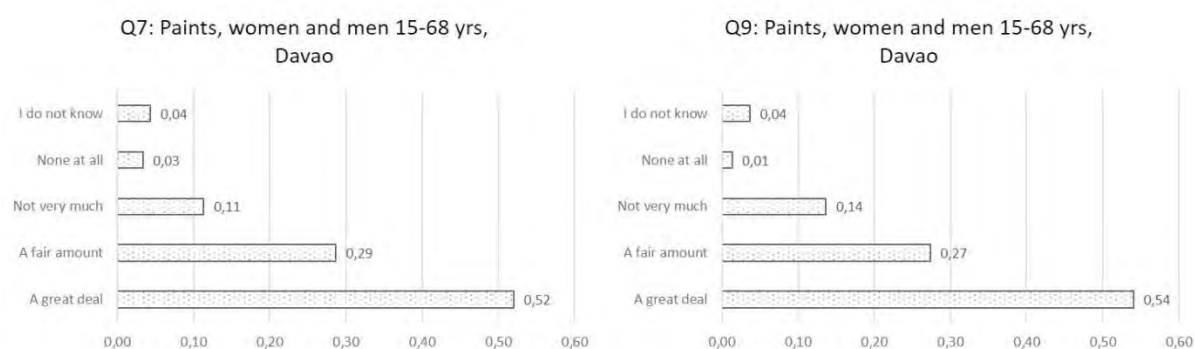 Q7: Paints, women and men 15-68 yrs,
Davao
I do not know 0,04
None at all 0,03
Not very much 0,11
A fair amount 0,29
A great deal 0,52
0,00 0,10 0,20 0,30 0,40 0,50 0,60
Q9: Paints, women and men 15-68 yrs,
Davao
I do not know 0,04
None at all 0,01
Not very much 0,14
A fair amount 0,27
A great deal 0,54
0,00 0,10 0,20 0,30 0,40 0,50 0,60